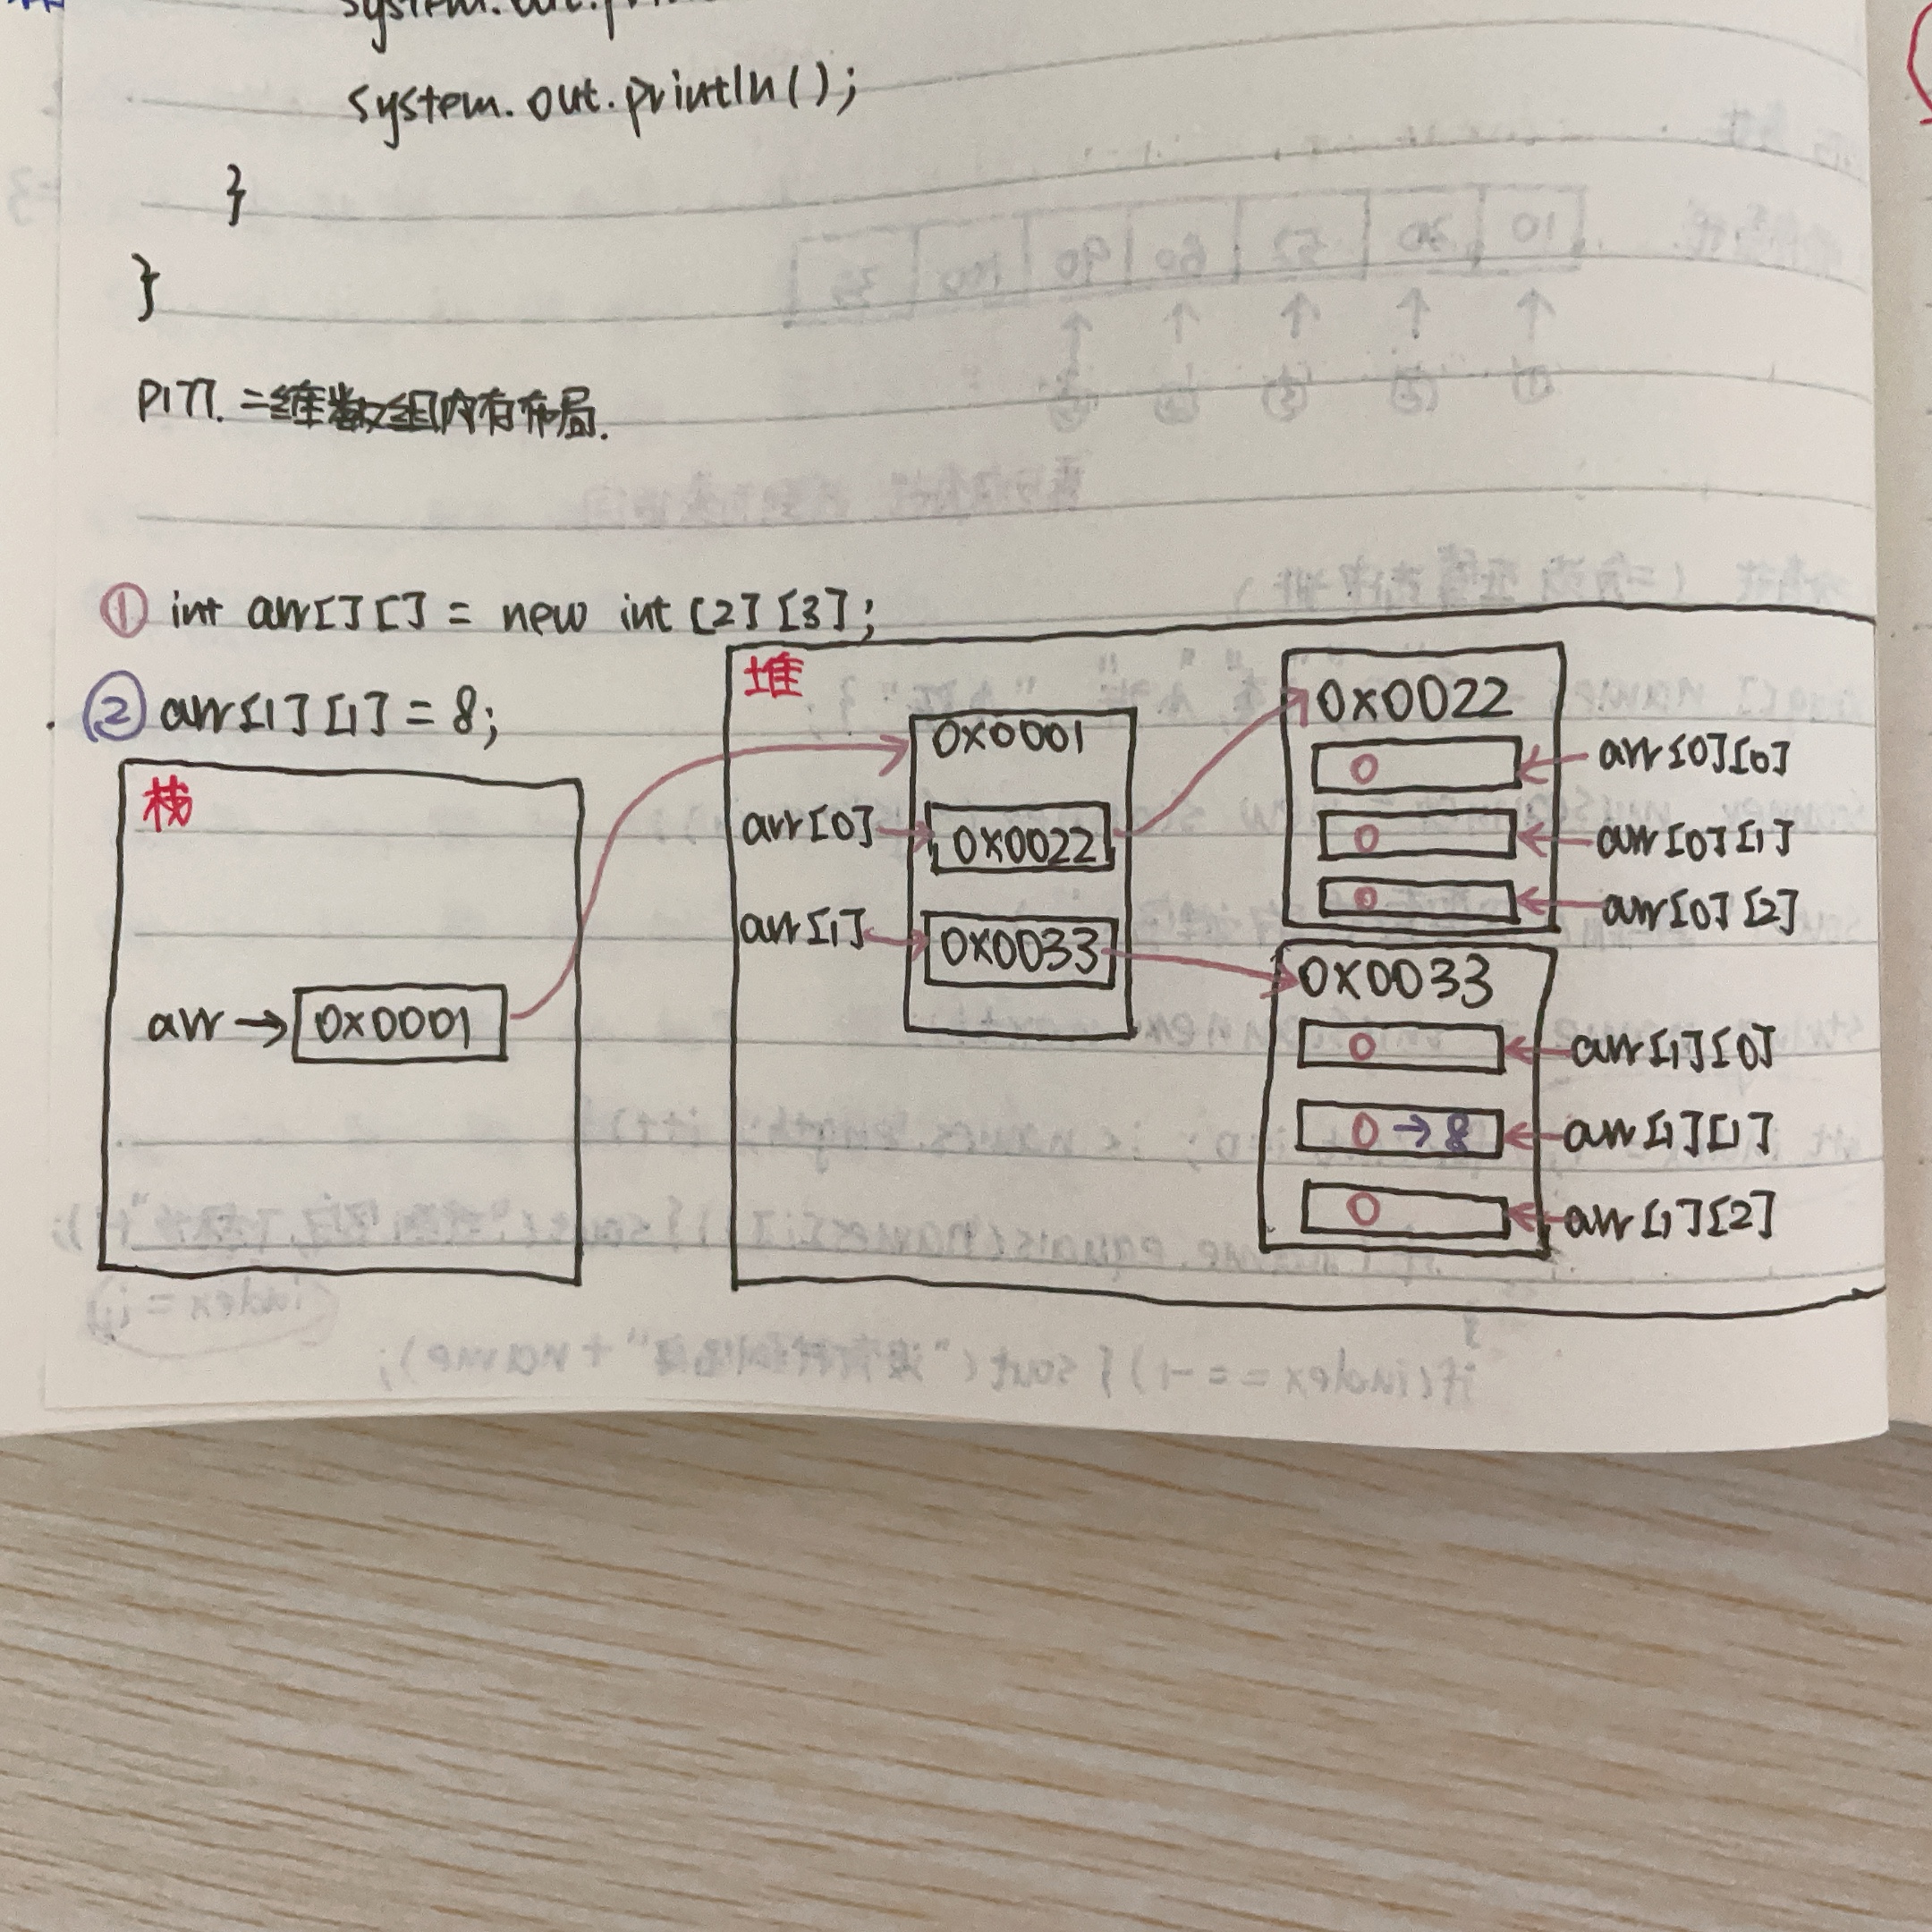 system.out.println();
}
}
P177. 二维数组内存布局.
① int arr[][] = new int[2][3];
② arr[1][1] = 8;
栈
arr → 0x0001
堆
0x0001
arr[0] 0x0022
arr[1] 0x0033
0x0022
0 arr[0][0]
0 arr[0][1]
0 arr[0][2]
0x0033
0 arr[1][0]
0 → 8 arr[1][1]
0 arr[1][2]